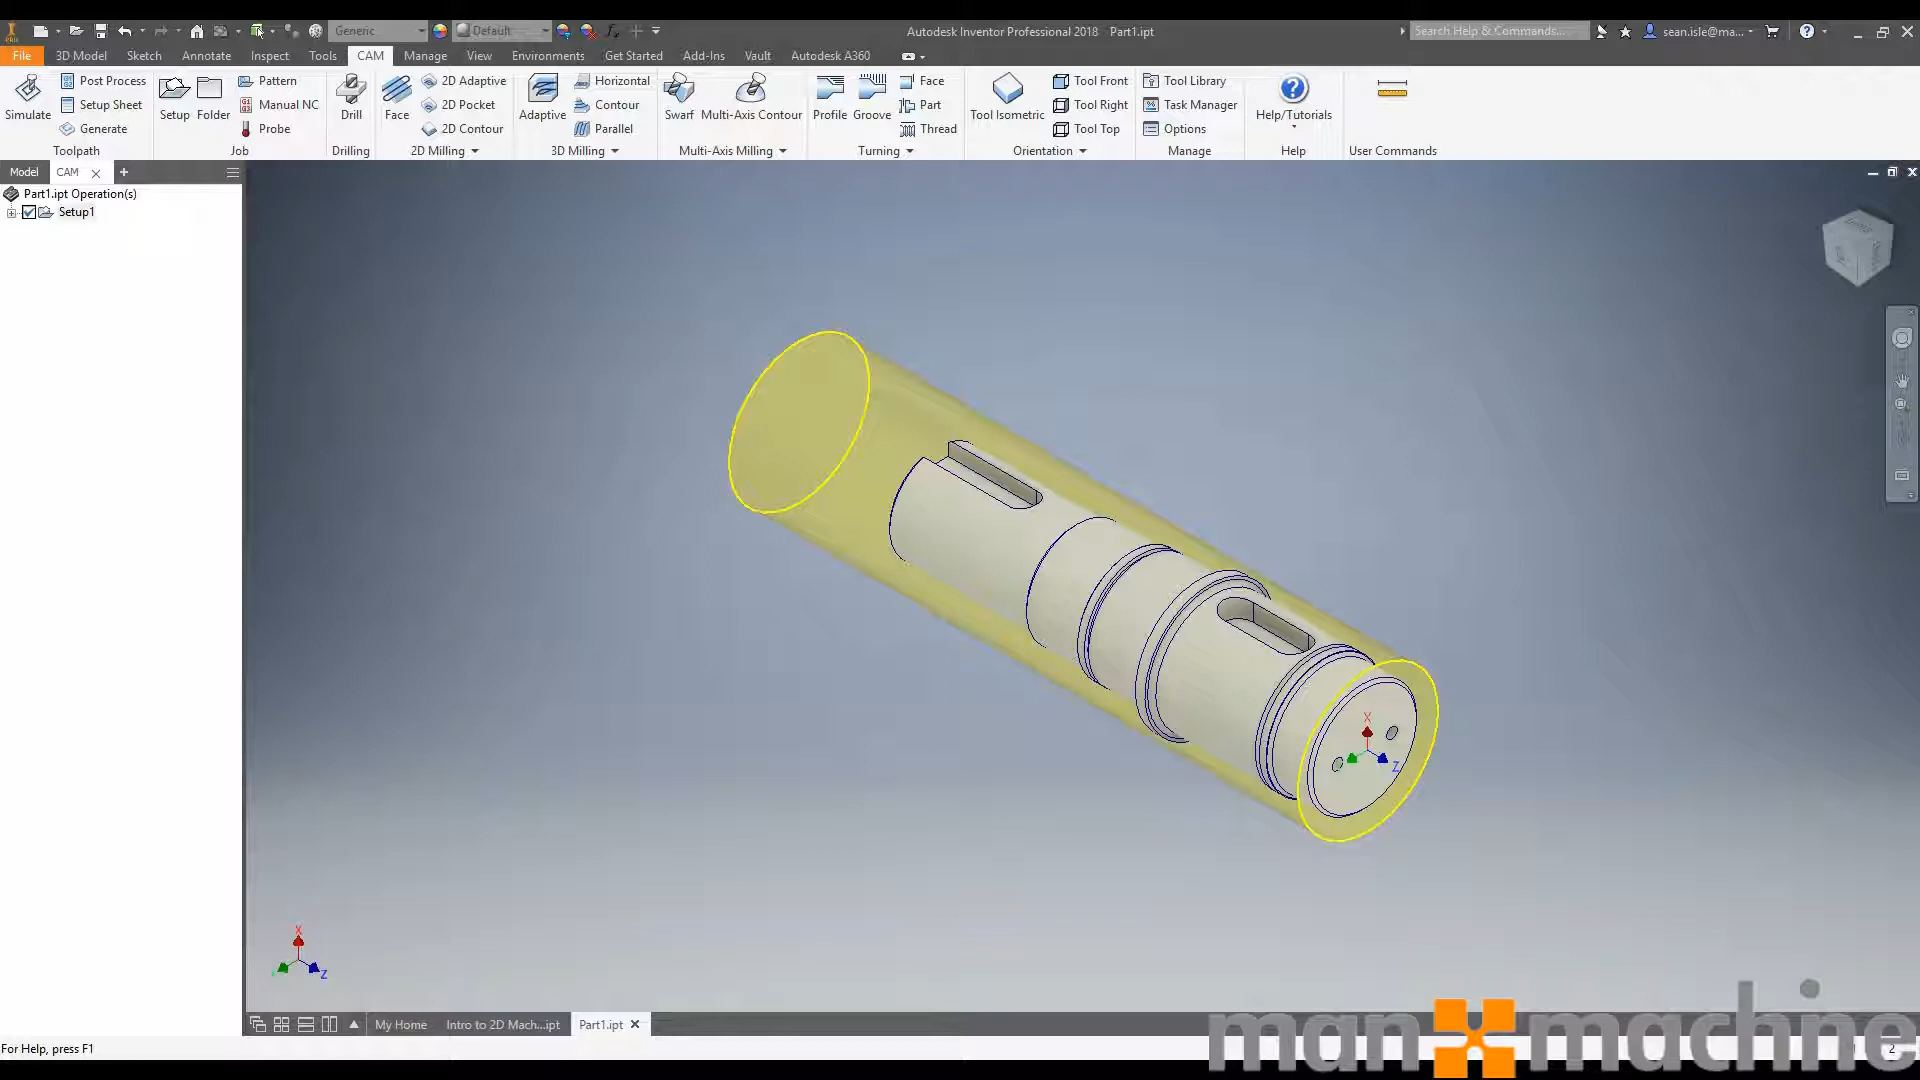 Generic
Default
Autodesk Inventor Professional 2018 Part1.ipt
Search Help & Commands...
sean.isle@ma...
File 3D Model Sketch Annotate Inspect Tools CAM Manage View Environments Get Started Add-Ins Vault Autodesk A360
Simulate
Post Process
Setup Sheet
Generate
Toolpath
Setup
Folder
Pattern
Manual NC
Probe
Job
Drill
Drilling
Face
2D Adaptive
2D Pocket
2D Contour
2D Milling
Adaptive
Horizontal
Contour
Parallel
3D Milling
Swarf
Multi-Axis Contour
Multi-Axis Milling
Profile
Groove
Face
Part
Thread
Turning
Tool Isometric
Tool Front
Tool Right
Tool Top
Orientation
Tool Library
Task Manager
Options
Manage
Help/Tutorials
Help
User Commands
Model CAM
Part1.ipt Operation(s)
Setup1
X
Z
X
Z
My Home Intro to 2D Mach...ipt Part1.ipt
For Help, press F1
man machine
2